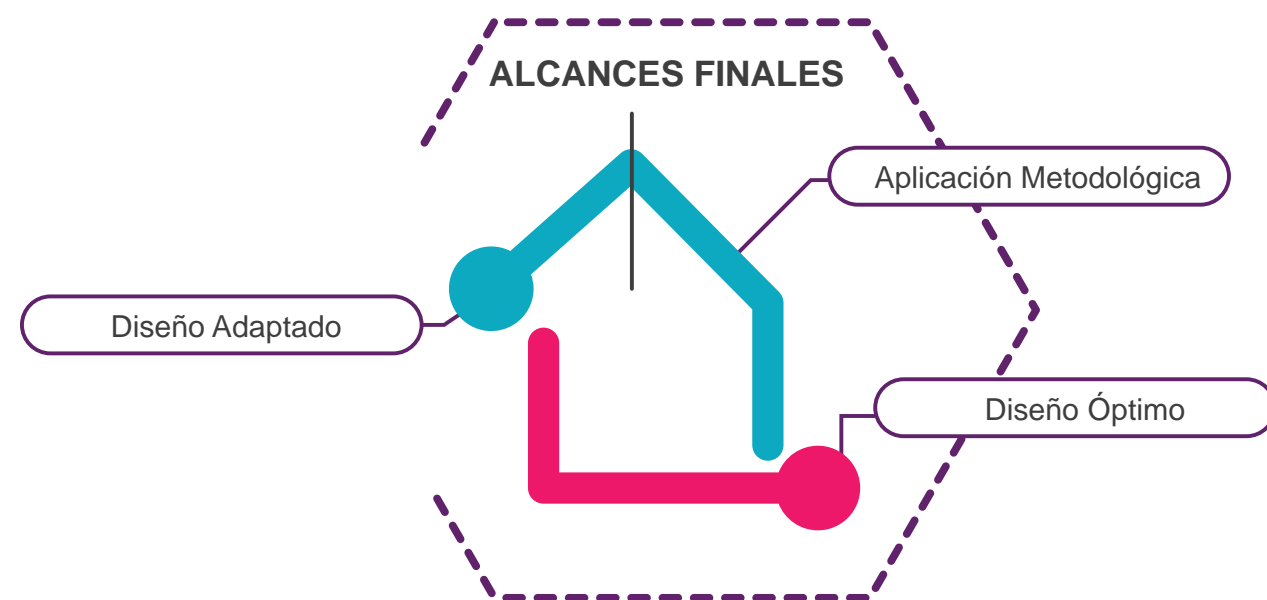 ALCANCES FINALES
Aplicación Metodológica
Diseño Adaptado
Diseño Óptimo